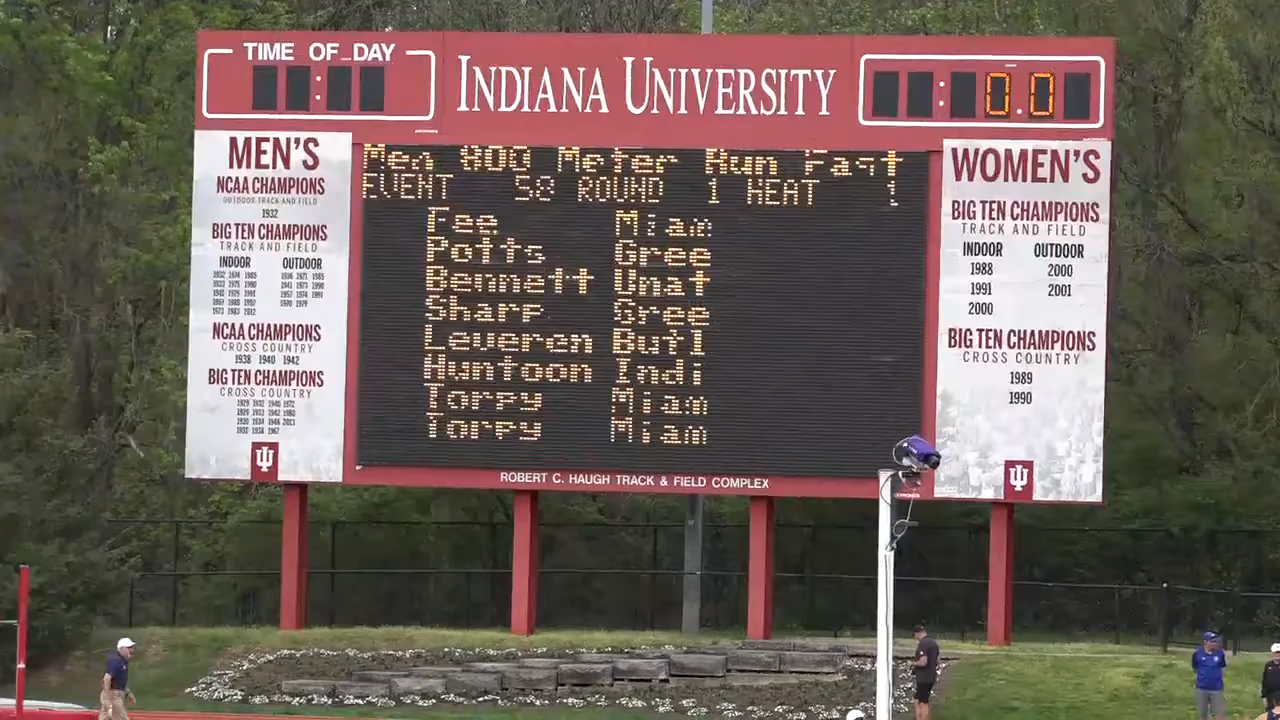 TIME OF DAY
INDIANA UNIVERSITY
0.0
MEN'S
NCAA CHAMPIONS
OUTDOOR TRACK AND FIELD
1932
BIG TEN CHAMPIONS
TRACK AND FIELD
INDOOR OUTDOOR
NCAA CHAMPIONS
CROSS COUNTRY
1938 1940 1942
BIG TEN CHAMPIONS
CROSS COUNTRY
Men 800 Meter Run Fast
EVENT 58 ROUND 1 HEAT 1
Fee Miam
Potts Gree
Bennett Unat
Sharp Gree
Leveren Butl
Huntoon Indi
Torpy Miam
Torpy Miam
WOMEN'S
BIG TEN CHAMPIONS
TRACK AND FIELD
INDOOR OUTDOOR
1988 2000
1991 2001
2000
BIG TEN CHAMPIONS
CROSS COUNTRY
1989
1990
ROBERT C. HAUGH TRACK & FIELD COMPLEX